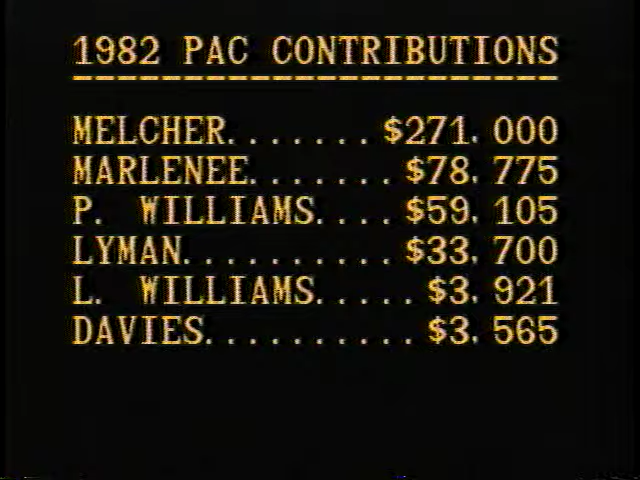 1982 PAC CONTRIBUTIONS
MELCHER.......$271,000
MARLENEE.......$78,775
P. WILLIAMS....$59,105
LYMAN..........$33,700
L. WILLIAMS.....$3,921
DAVIES..........$3,565